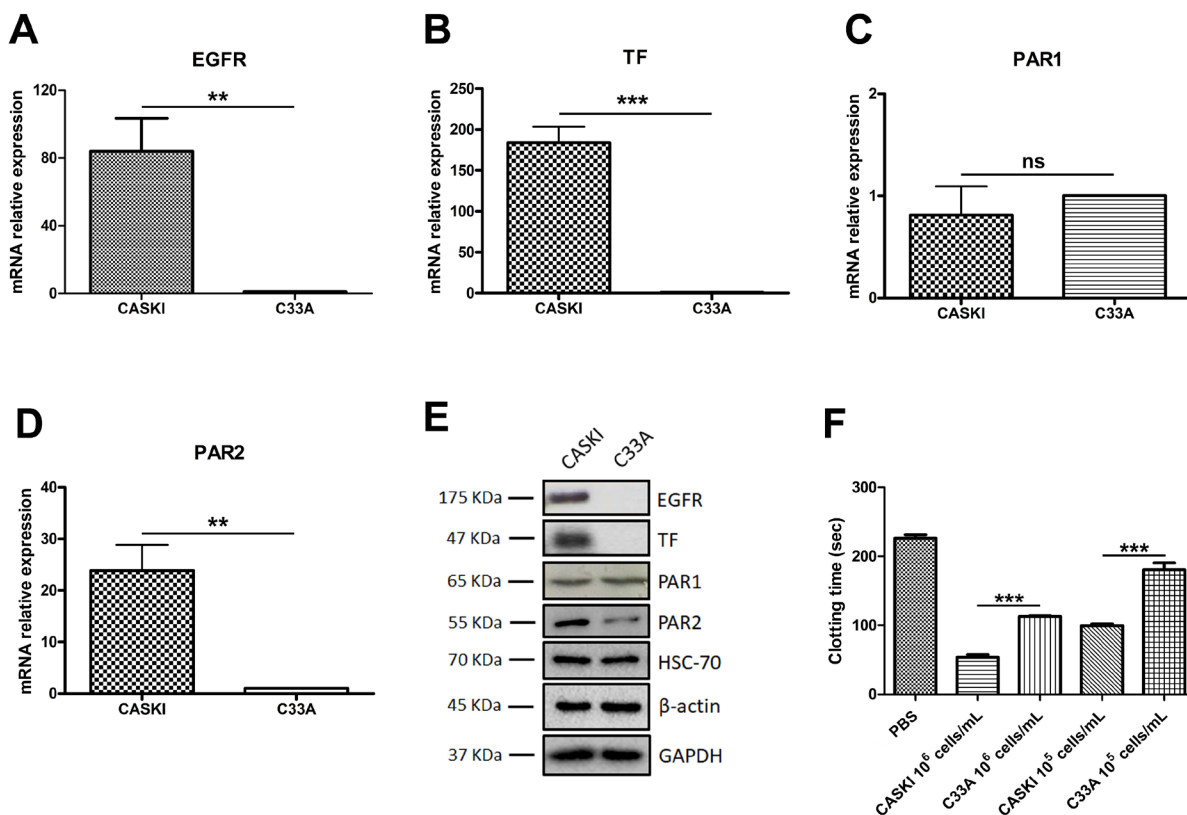 A
EGFR
mRNA relative expression
120
80
40
0
**
CASKI
C33A
B
TF
mRNA relative expression
250
200
150
100
50
0
***
CASKI
C33A
C
PAR1
mRNA relative expression
2
1
0
ns
CASKI
C33A
D
PAR2
mRNA relative expression
40
30
20
10
0
**
CASKI
C33A
E
CASKI C33A
175 KDa EGFR
47 KDa TF
65 KDa PAR1
55 KDa PAR2
70 KDa HSC-70
45 KDa β-actin
37 KDa GAPDH
F
Clotting time (sec)
300
200
100
0
***
***
PBS
CASKI 10⁶ cells/mL
C33A 10⁶ cells/mL
CASKI 10⁵ cells/mL
C33A 10⁵ cells/mL